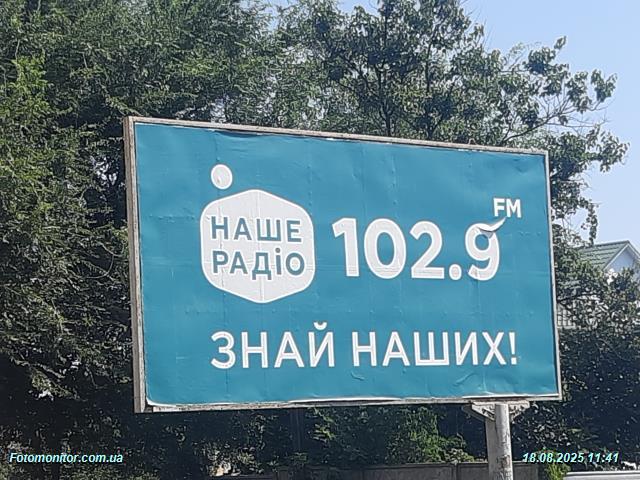 НАШЕ
РАДіО
102.9 FM
ЗНАЙ НАШИХ!
Fotomonitor.com.ua
18.08.2025 11:41